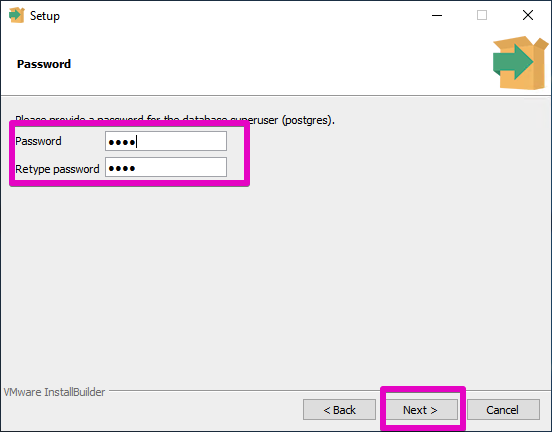 Setup
Password
Please provide a password for the database superuser (postgres).
Password ••••
Retype password ••••
VMware InstallBuilder
< Back Next > Cancel